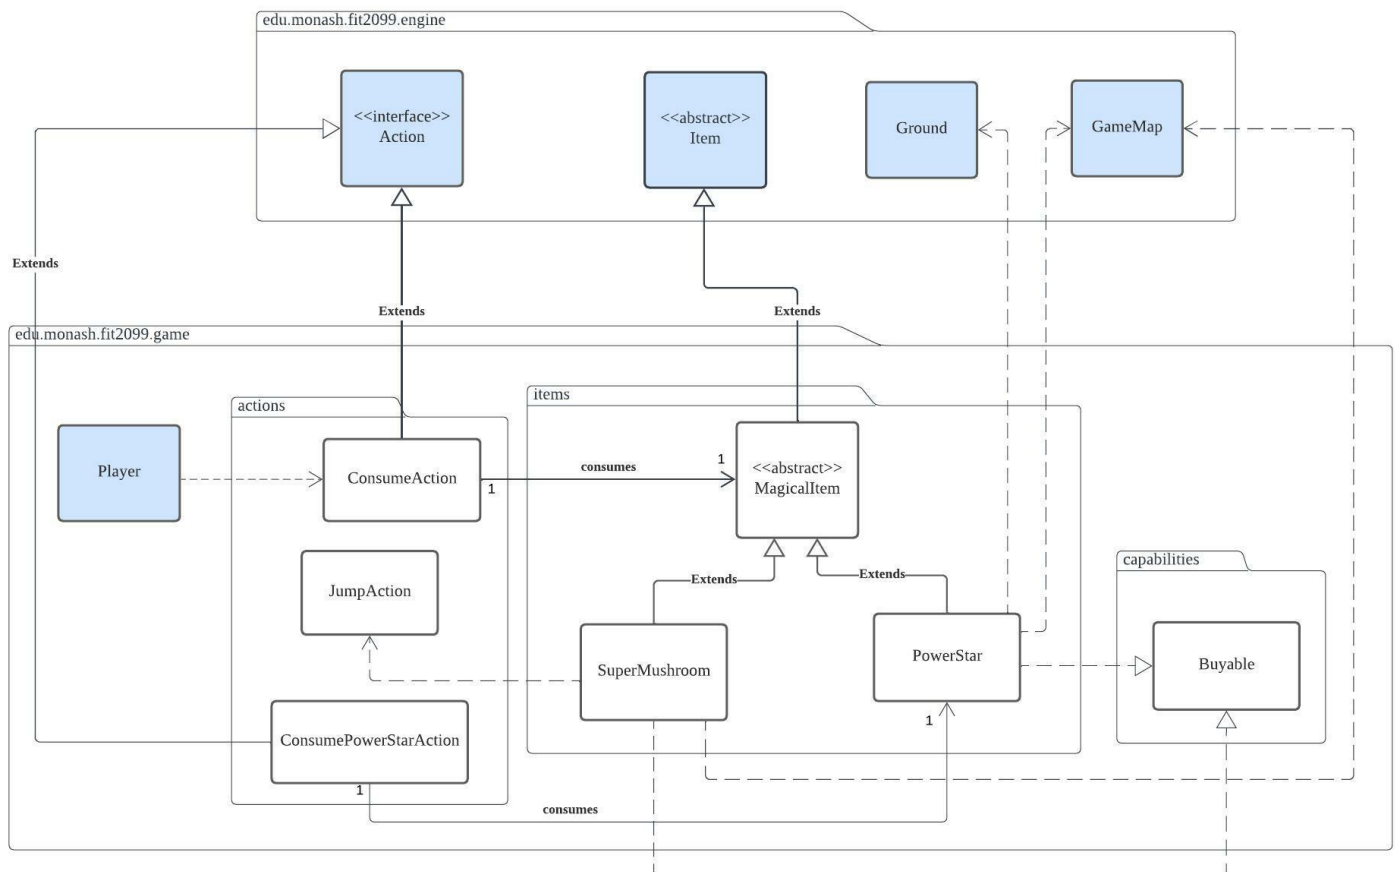 edu.monash.fit2099.engine
<<interface>>
Action
<<abstract>>
Item
Ground
GameMap
Extends
Extends
Extends
edu.monash.fit2099.game
actions
items
Player
ConsumeAction
1
consumes
1
<<abstract>>
MagicalItem
JumpAction
Extends
Extends
capabilities
SuperMushroom
PowerStar
Buyable
ConsumePowerStarAction
1
1
consumes